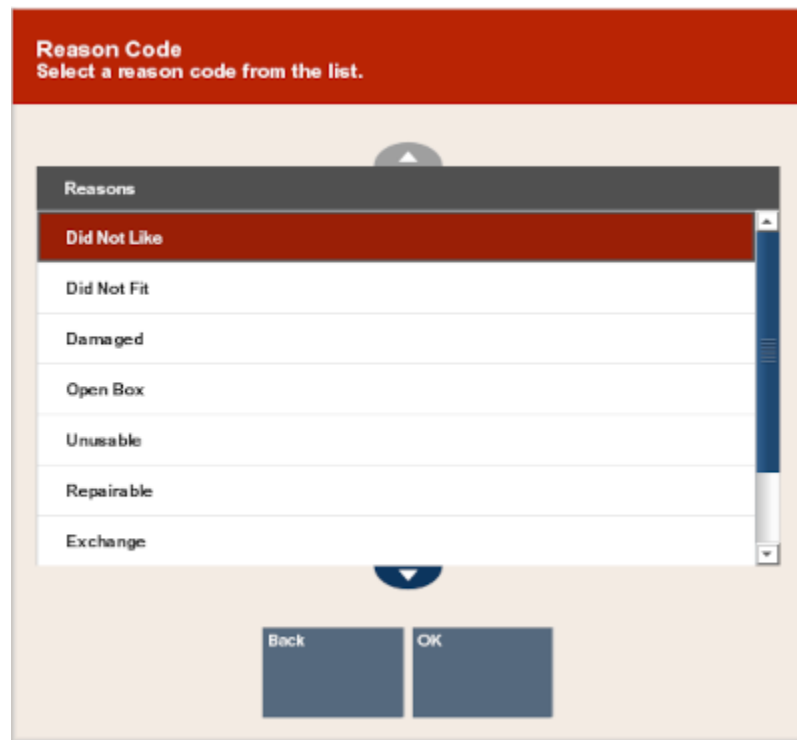 Reason Code
Select a reason code from the list.
Reasons
Did Not Like
Did Not Fit
Damaged
Open Box
Unusable
Repairable
Exchange
Back OK